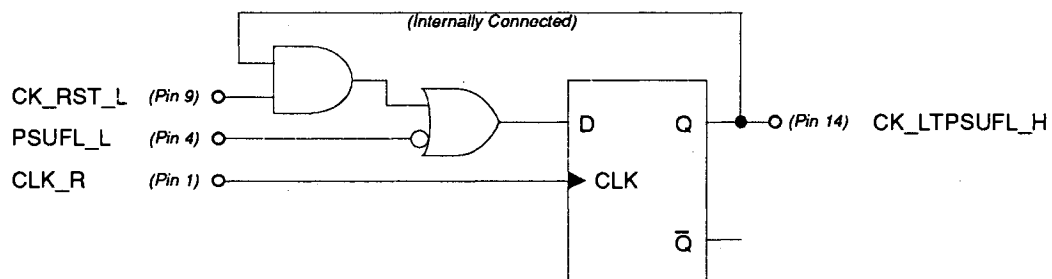 (Internally Connected)
CK_RST_L (Pin 9)
PSUFL_L (Pin 4)
CLK_R (Pin 1)
D Q
CLK
Q̅
(Pin 14) CK_LTPSUFL_H